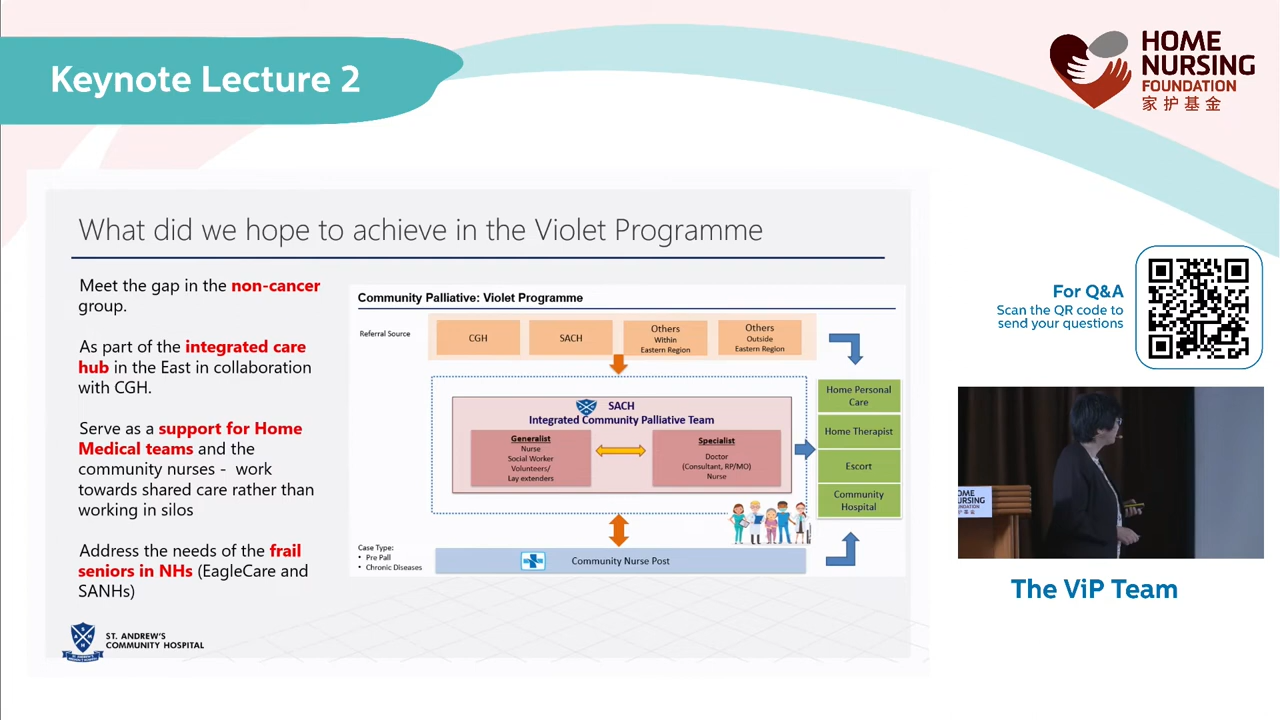 Keynote Lecture 2
HOME
NURSING
FOUNDATION
家护基金
What did we hope to achieve in the Violet Programme
Meet the gap in the non-cancer
group.
As part of the integrated care
hub in the East in collaboration
with CGH.
Serve as a support for Home
Medical teams and the
community nurses - work
towards shared care rather than
working in silos
Address the needs of the frail
seniors in NHs (EagleCare and
SANHs)
Community Palliative: Violet Programme
Referral Source
CGH
SACH
Others
Within
Eastern Region
Others
Outside
Eastern Region
SACH
Integrated Community Palliative Team
Generalist
Nurse
Social Worker
Volunteers/
Lay extenders
Specialist
Doctor
(Consultant, RP/MO)
Nurse
Home Personal
Care
Home Therapist
Escort
Community
Hospital
Case Type:
• Pre Pall
• Chronic Diseases
Community Nurse Post
ST. ANDREW'S
COMMUNITY HOSPITAL
For Q&A
Scan the QR code to
send your questions
HOME
URSING
FOUNDATION
The ViP Team